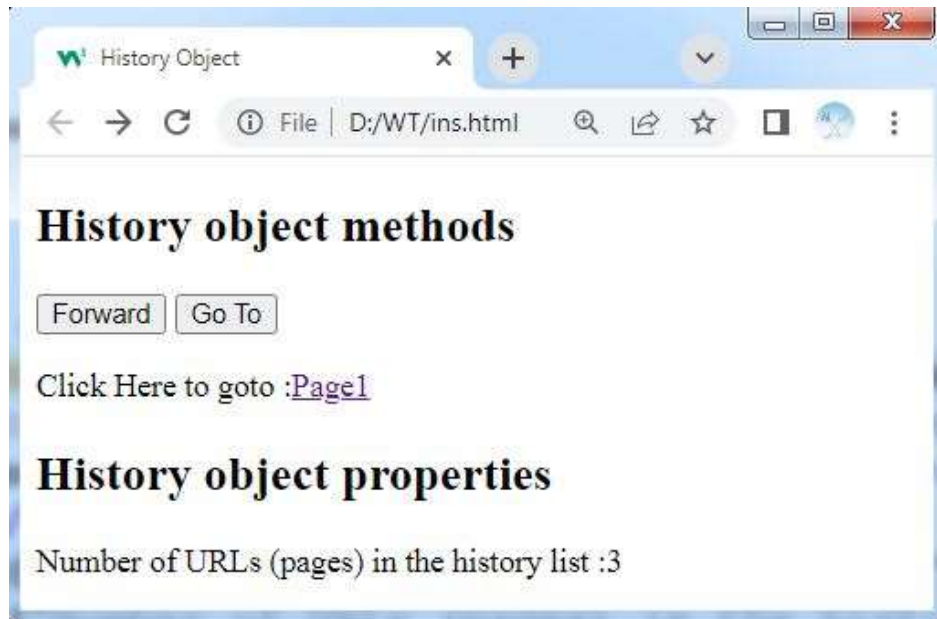 History Object
File | D:/WT/ins.html
History object methods
Forward Go To
Click Here to goto :Page1
History object properties
Number of URLs (pages) in the history list :3